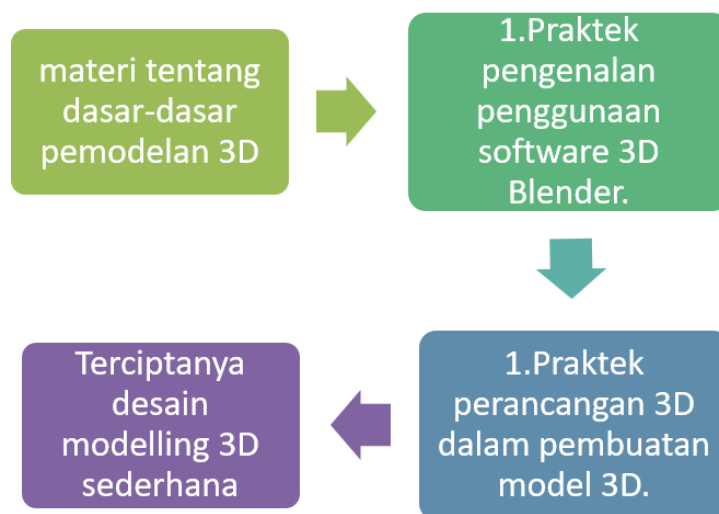 materi tentang
dasar-dasar
pemodelan 3D
1.Praktek
pengenalan
penggunaan
software 3D
Blender.
1.Praktek
perancangan 3D
dalam pembuatan
model 3D.
Terciptanya
desain
modelling 3D
sederhana